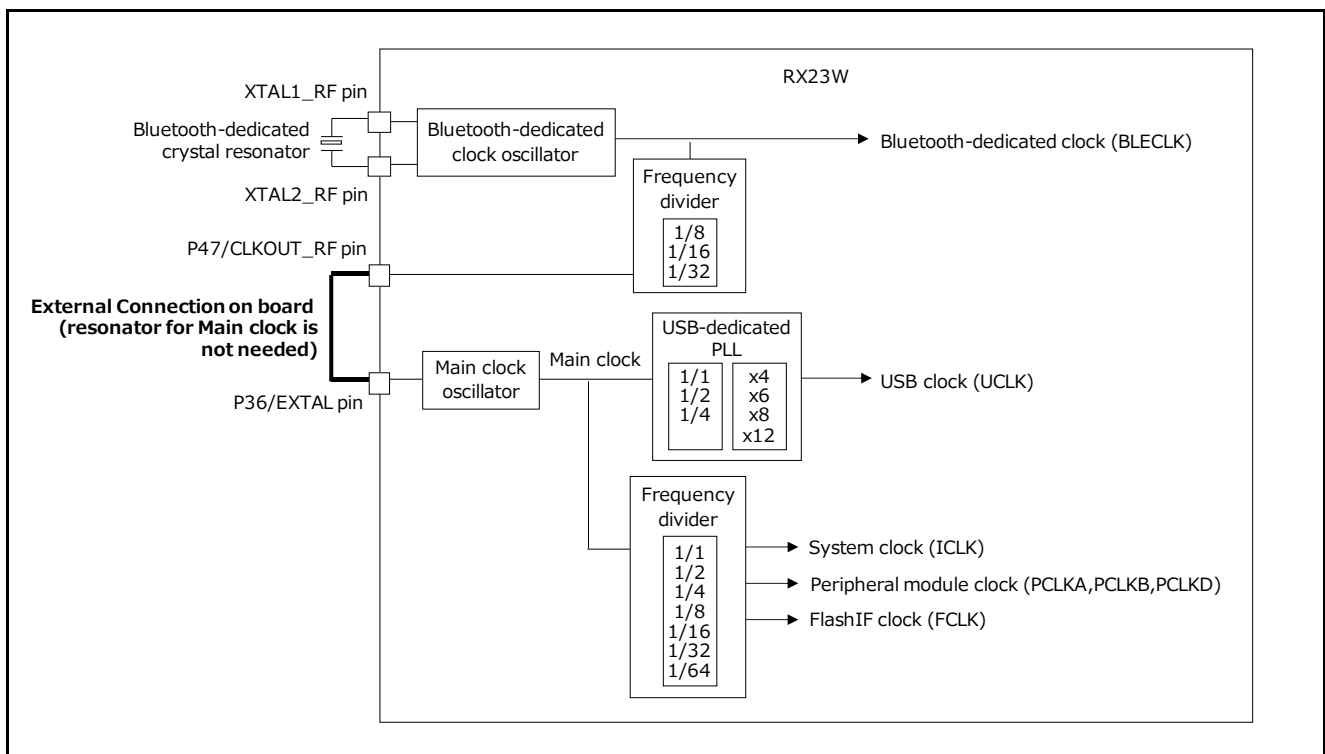 RX23W
XTAL1_RF pin
Bluetooth-dedicated
crystal resonator
XTAL2_RF pin
Bluetooth-dedicated
clock oscillator
Bluetooth-dedicated clock (BLECLK)
Frequency
divider
1/8
1/16
1/32
P47/CLKOUT_RF pin
External Connection on board
(resonator for Main clock is
not needed)
P36/EXTAL pin
Main clock
oscillator
Main clock
USB-dedicated
PLL
1/1
1/2
1/4
x4
x6
x8
x12
USB clock (UCLK)
Frequency
divider
1/1
1/2
1/4
1/8
1/16
1/32
1/64
System clock (ICLK)
Peripheral module clock (PCLKA,PCLKB,PCLKD)
FlashIF clock (FCLK)